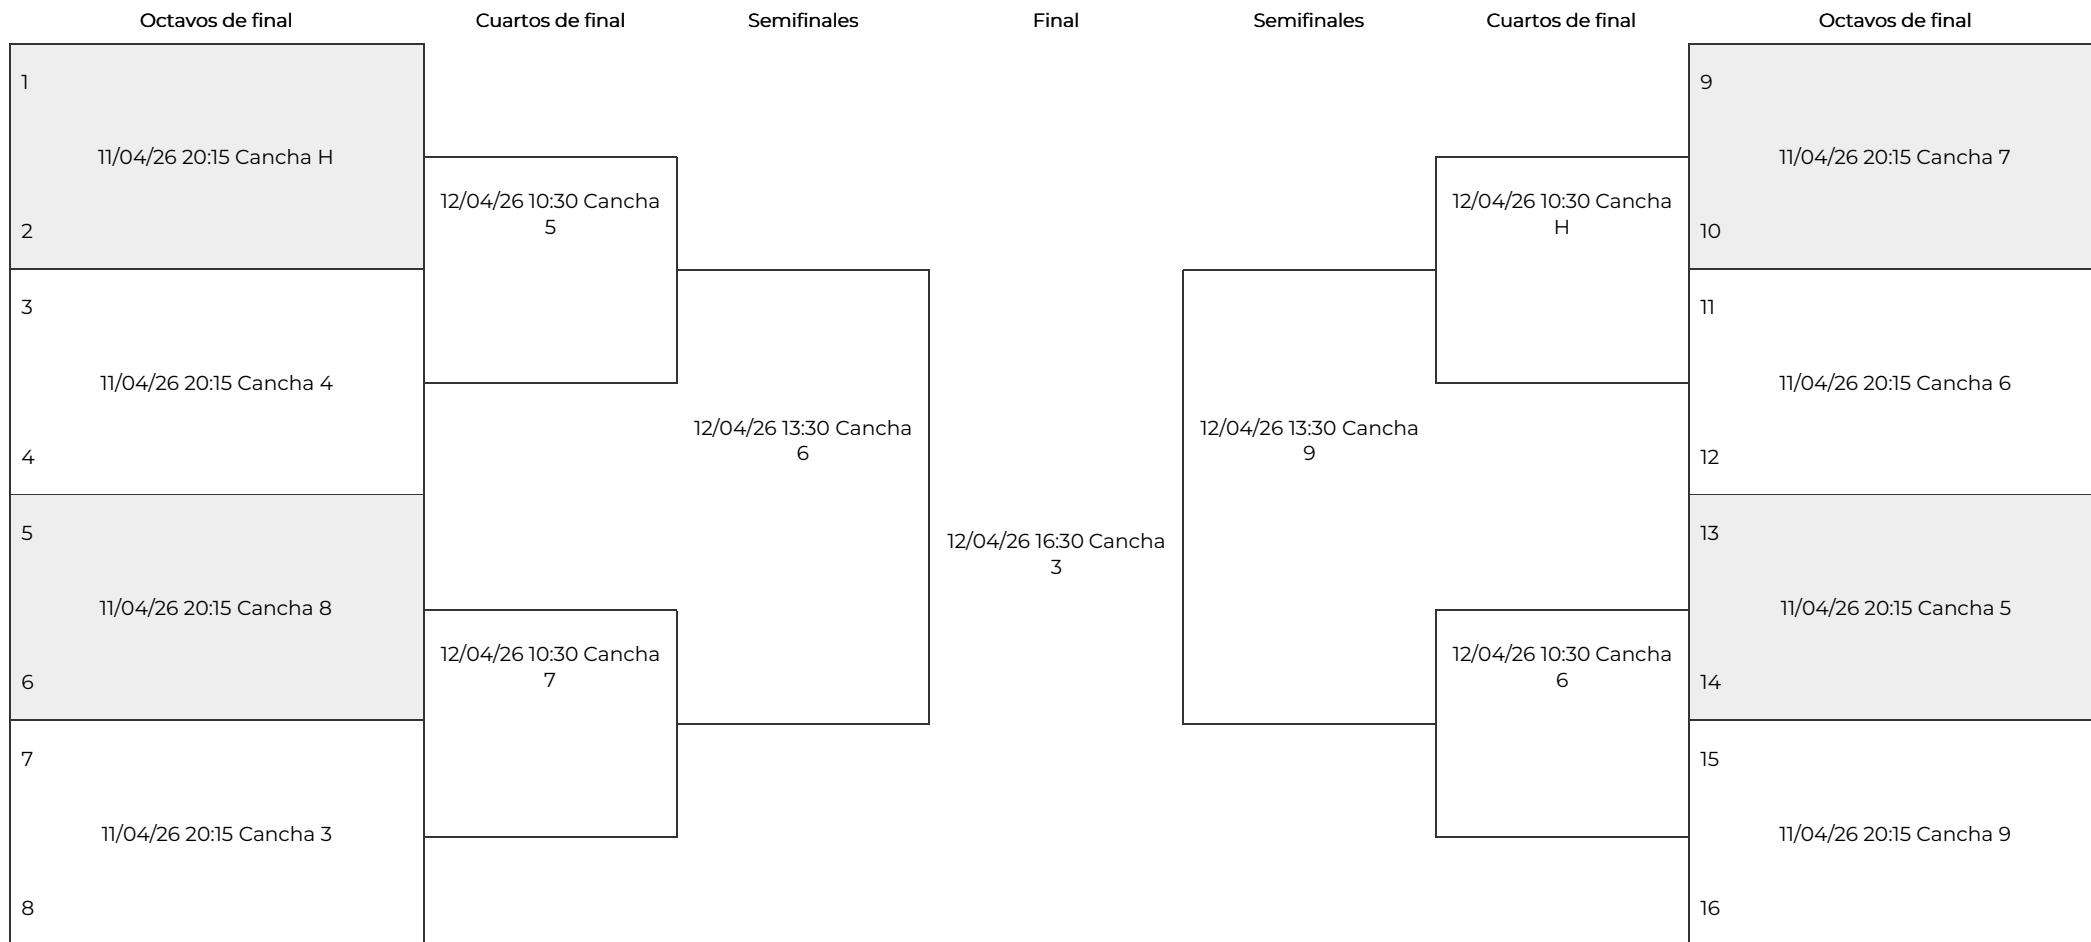 Octavos de final
Cuartos de final
Semifinales
Final
Semifinales
Cuartos de final
Octavos de final
1
11/04/26 20:15 Cancha H
2
3
11/04/26 20:15 Cancha 4
4
5
11/04/26 20:15 Cancha 8
6
7
11/04/26 20:15 Cancha 3
8
12/04/26 10:30 Cancha
5
12/04/26 10:30 Cancha
7
12/04/26 13:30 Cancha
6
12/04/26 16:30 Cancha
3
12/04/26 13:30 Cancha
9
12/04/26 10:30 Cancha
H
12/04/26 10:30 Cancha
6
9
11/04/26 20:15 Cancha 7
10
11
11/04/26 20:15 Cancha 6
12
13
11/04/26 20:15 Cancha 5
14
15
11/04/26 20:15 Cancha 9
16